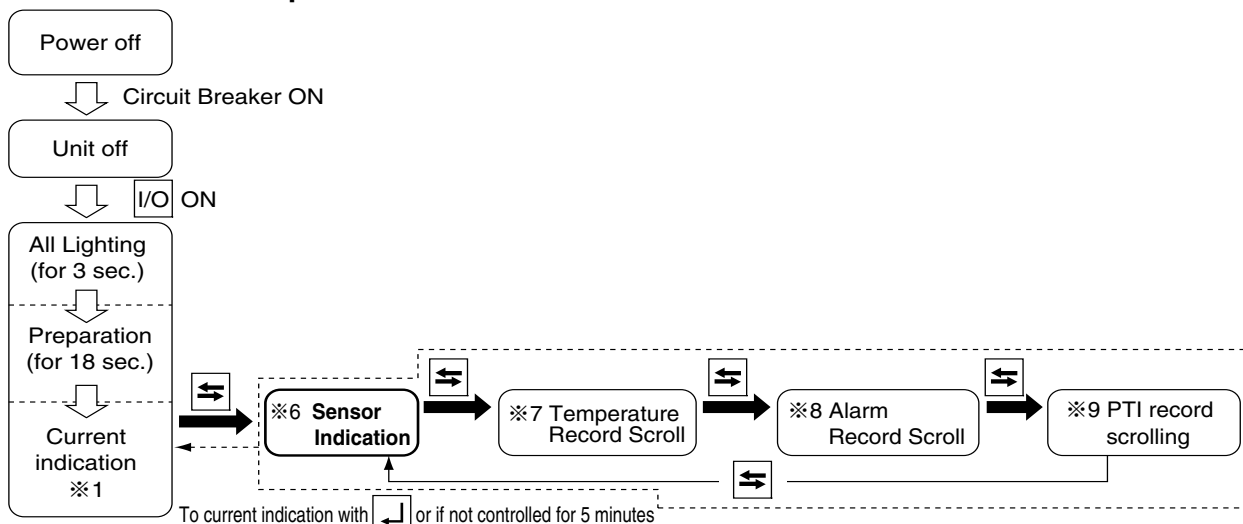 Power off
Circuit Breaker ON
Unit off
I/O ON
All Lighting
(for 3 sec.)
Preparation
(for 18 sec.)
Current
indication
※1
※6 Sensor
Indication
※7 Temperature
Record Scroll
※8 Alarm
Record Scroll
※9 PTI record
scrolling
To current indication with ↵ or if not controlled for 5 minutes